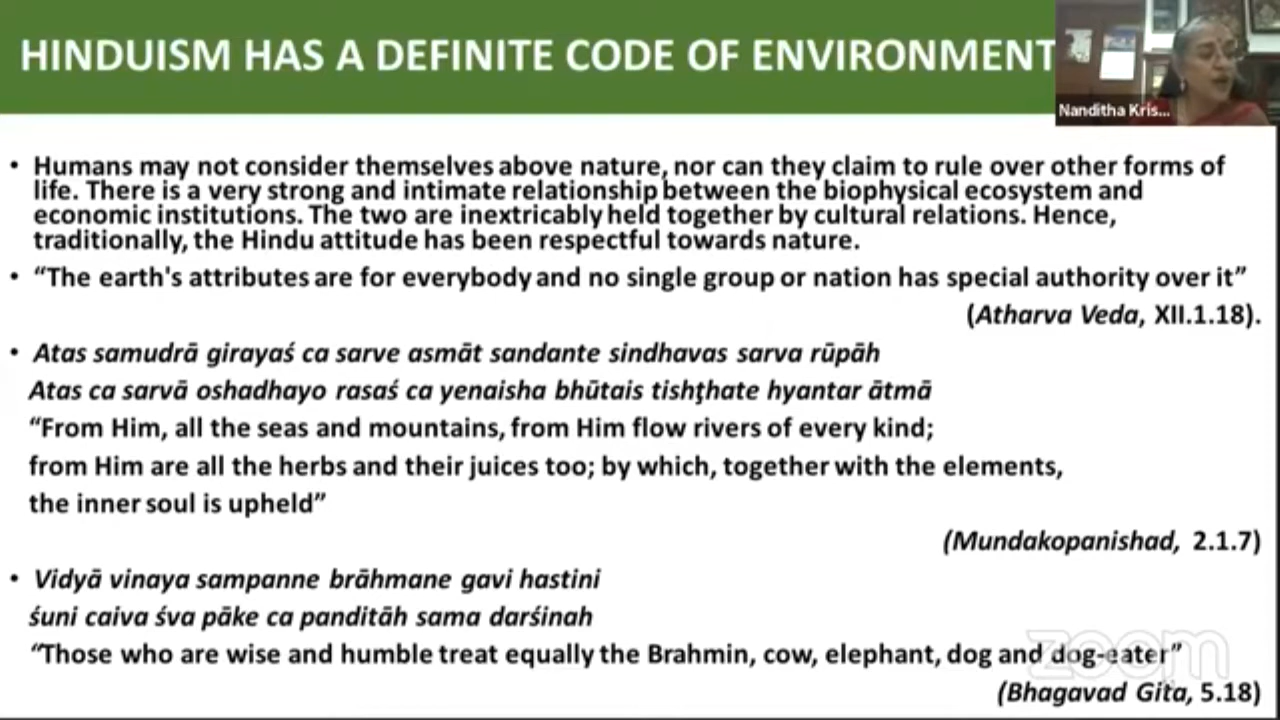 HINDUISM HAS A DEFINITE CODE OF ENVIRONMENT
Nanditha Kris...
• Humans may not consider themselves above nature, nor can they claim to rule over other forms of
life. There is a very strong and intimate relationship between the biophysical ecosystem and
economic institutions. The two are inextricably held together by cultural relations. Hence,
traditionally, the Hindu attitude has been respectful towards nature.
• “The earth's attributes are for everybody and no single group or nation has special authority over it”
(Atharva Veda, XII.1.18).
• Atas samudrā girayaś ca sarve asmāt sandante sindhavas sarva rūpāh
Atas ca sarvā oshadhayo rasaś ca yenaisha bhūtais tishţhate hyantar ātmā
“From Him, all the seas and mountains, from Him flow rivers of every kind;
from Him are all the herbs and their juices too; by which, together with the elements,
the inner soul is upheld”
(Mundakopanishad, 2.1.7)
• Vidyā vinaya sampanne brāhmane gavi hastini
śuni caiva śva pāke ca panditāh sama darśinah
“Those who are wise and humble treat equally the Brahmin, cow, elephant, dog and dog-eater”
(Bhagavad Gita, 5.18)
zoom